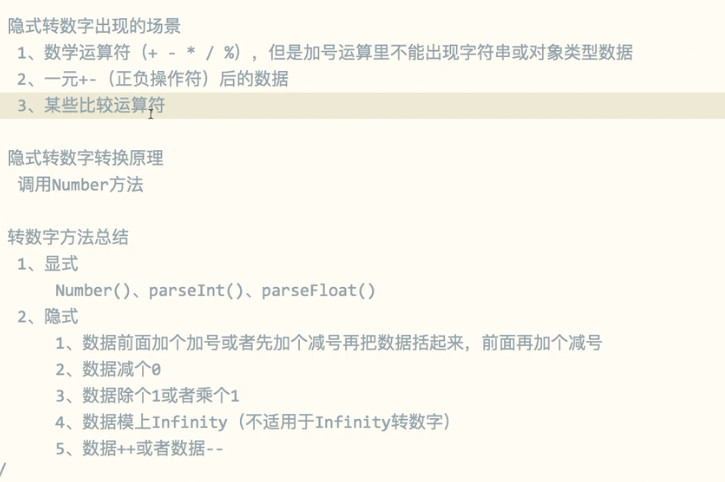 隐式转数字出现的场景
1、数学运算符（+ - * / %），但是加号运算里不能出现字符串或对象类型数据
2、一元+-（正负操作符）后的数据
3、某些比较运算符
隐式转数字转换原理
调用Number方法
转数字方法总结
1、显式
Number()、parseInt()、parseFloat()
2、隐式
1、数据前面加个加号或者先加个减号再把数据括起来，前面再加个减号
2、数据减个0
3、数据除个1或者乘个1
4、数据模上Infinity（不适用于Infinity转数字）
5、数据++或者数据--
/